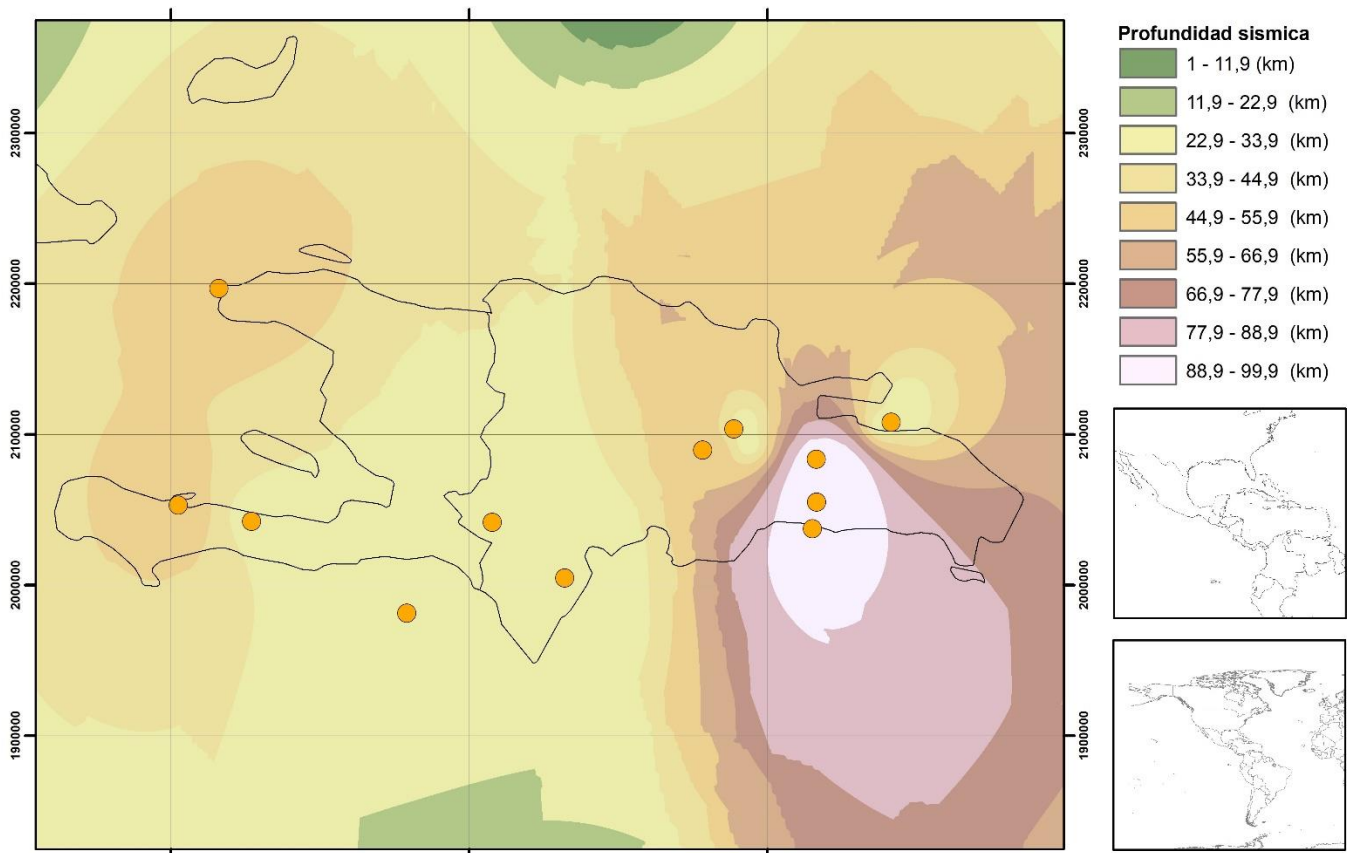 Profundidad sismica
1 - 11,9 (km)
11,9 - 22,9 (km)
22,9 - 33,9 (km)
33,9 - 44,9 (km)
44,9 - 55,9 (km)
55,9 - 66,9 (km)
66,9 - 77,9 (km)
77,9 - 88,9 (km)
88,9 - 99,9 (km)
2300000
2300000
2200000
2200000
2100000
2100000
2000000
2000000
1900000
1900000